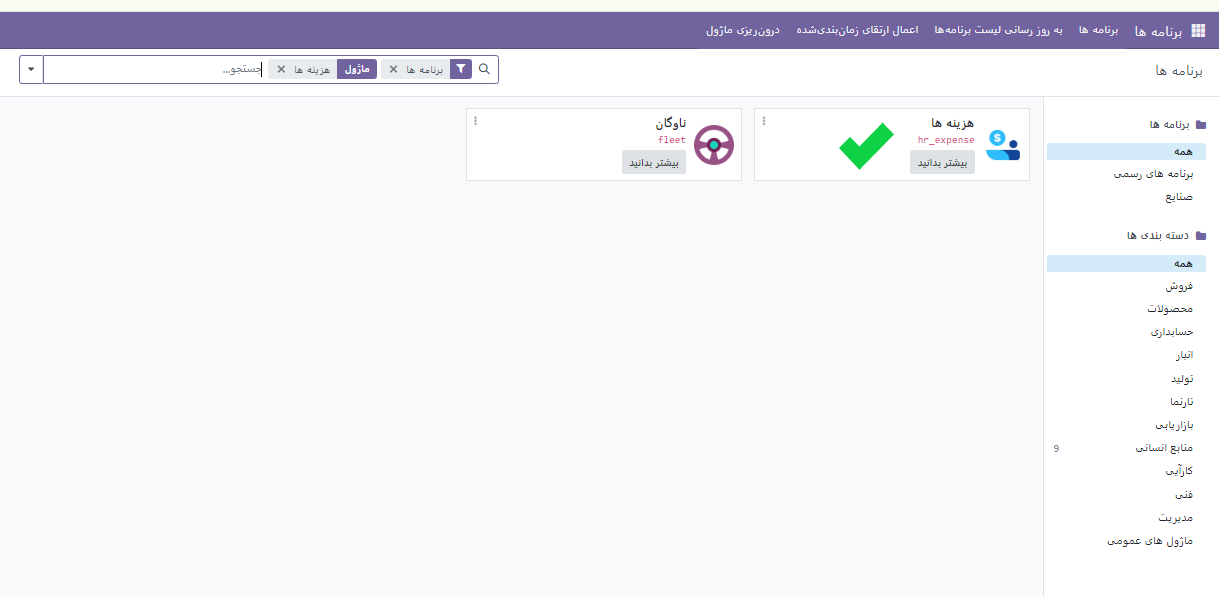 برنامه ها برنامه ها به روز رسانی لیست برنامه‌ها اعمال ارتقای زمان‌بندی‌شده درون‌ریزی ماژول
برنامه ها
برنامه ها ماژول هزینه ها جستجو...
برنامه ها
همه
برنامه های رسمی
صنایع
دسته بندی ها
همه
فروش
محصولات
حسابداری
انبار
تولید
تارنما
بازاریابی
منابع انسانی 9
کارآیی
فنی
مدیریت
ماژول های عمومی
هزینه ها
hr_expense
بیشتر بدانید
ناوگان
fleet
بیشتر بدانید